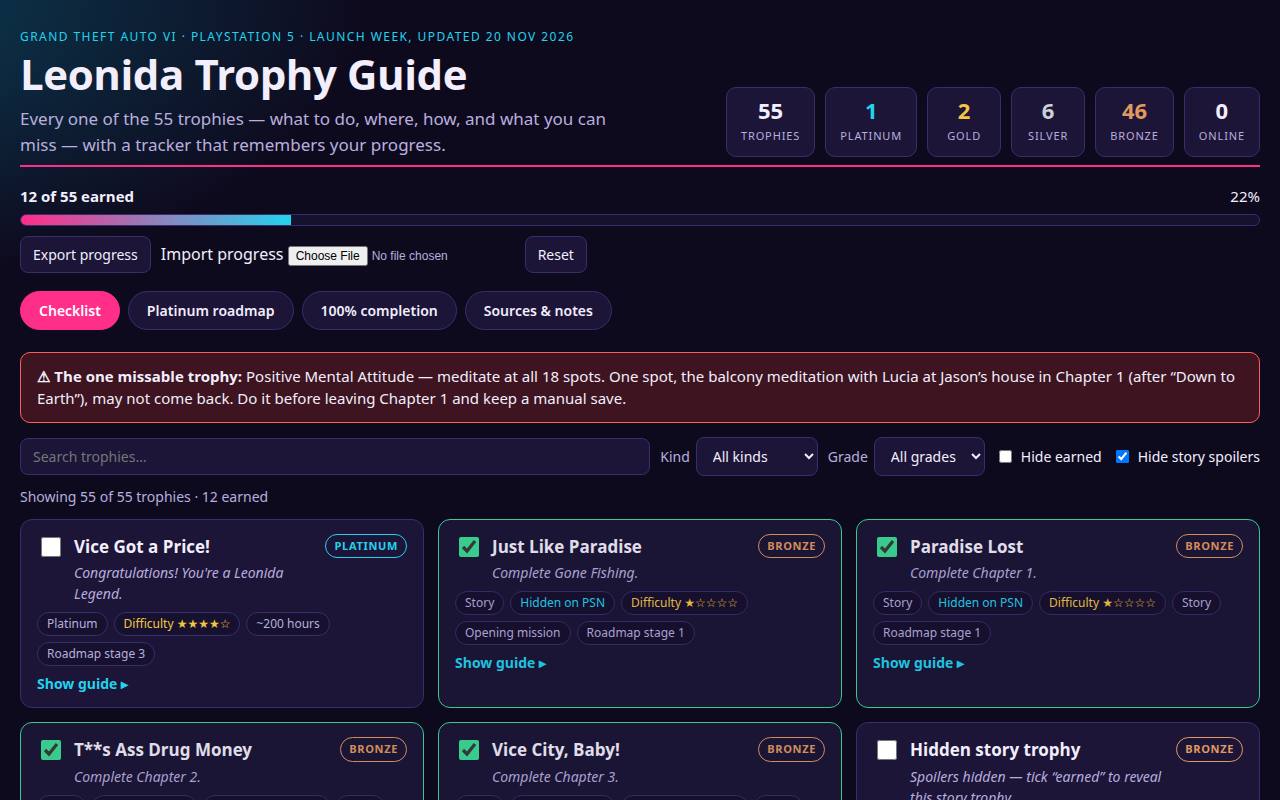 GRAND THEFT AUTO VI · PLAYSTATION 5 · LAUNCH WEEK, UPDATED 20 NOV 2026
Leonida Trophy Guide
Every one of the 55 trophies — what to do, where, how, and what you can
miss — with a tracker that remembers your progress.
55
TROPHIES
1
PLATINUM
2
GOLD
6
SILVER
46
BRONZE
0
ONLINE
12 of 55 earned
22%
Export progress
Import progress Choose File No file chosen
Reset
Checklist
Platinum roadmap
100% completion
Sources & notes
⚠ The one missable trophy: Positive Mental Attitude — meditate at all 18 spots. One spot, the balcony meditation with Lucia at Jason’s house in Chapter 1 (after “Down to
Earth”), may not come back. Do it before leaving Chapter 1 and keep a manual save.
Search trophies…
Kind All kinds
Grade All grades
Hide earned
Hide story spoilers
Showing 55 of 55 trophies · 12 earned
Vice Got a Price!
PLATINUM
Congratulations! You're a Leonida
Legend.
Platinum
Difficulty ★★★★☆
~200 hours
Roadmap stage 3
Show guide ▸
Just Like Paradise
BRONZE
Complete Gone Fishing.
Story
Hidden on PSN
Difficulty ★☆☆☆☆
Opening mission
Roadmap stage 1
Show guide ▸
Paradise Lost
BRONZE
Complete Chapter 1.
Story
Hidden on PSN
Difficulty ★☆☆☆☆
Story
Roadmap stage 1
Show guide ▸
T**s Ass Drug Money
BRONZE
Complete Chapter 2.
Vice City, Baby!
BRONZE
Complete Chapter 3.
Hidden story trophy
BRONZE
Spoilers hidden — tick “earned” to reveal
this story trophy.